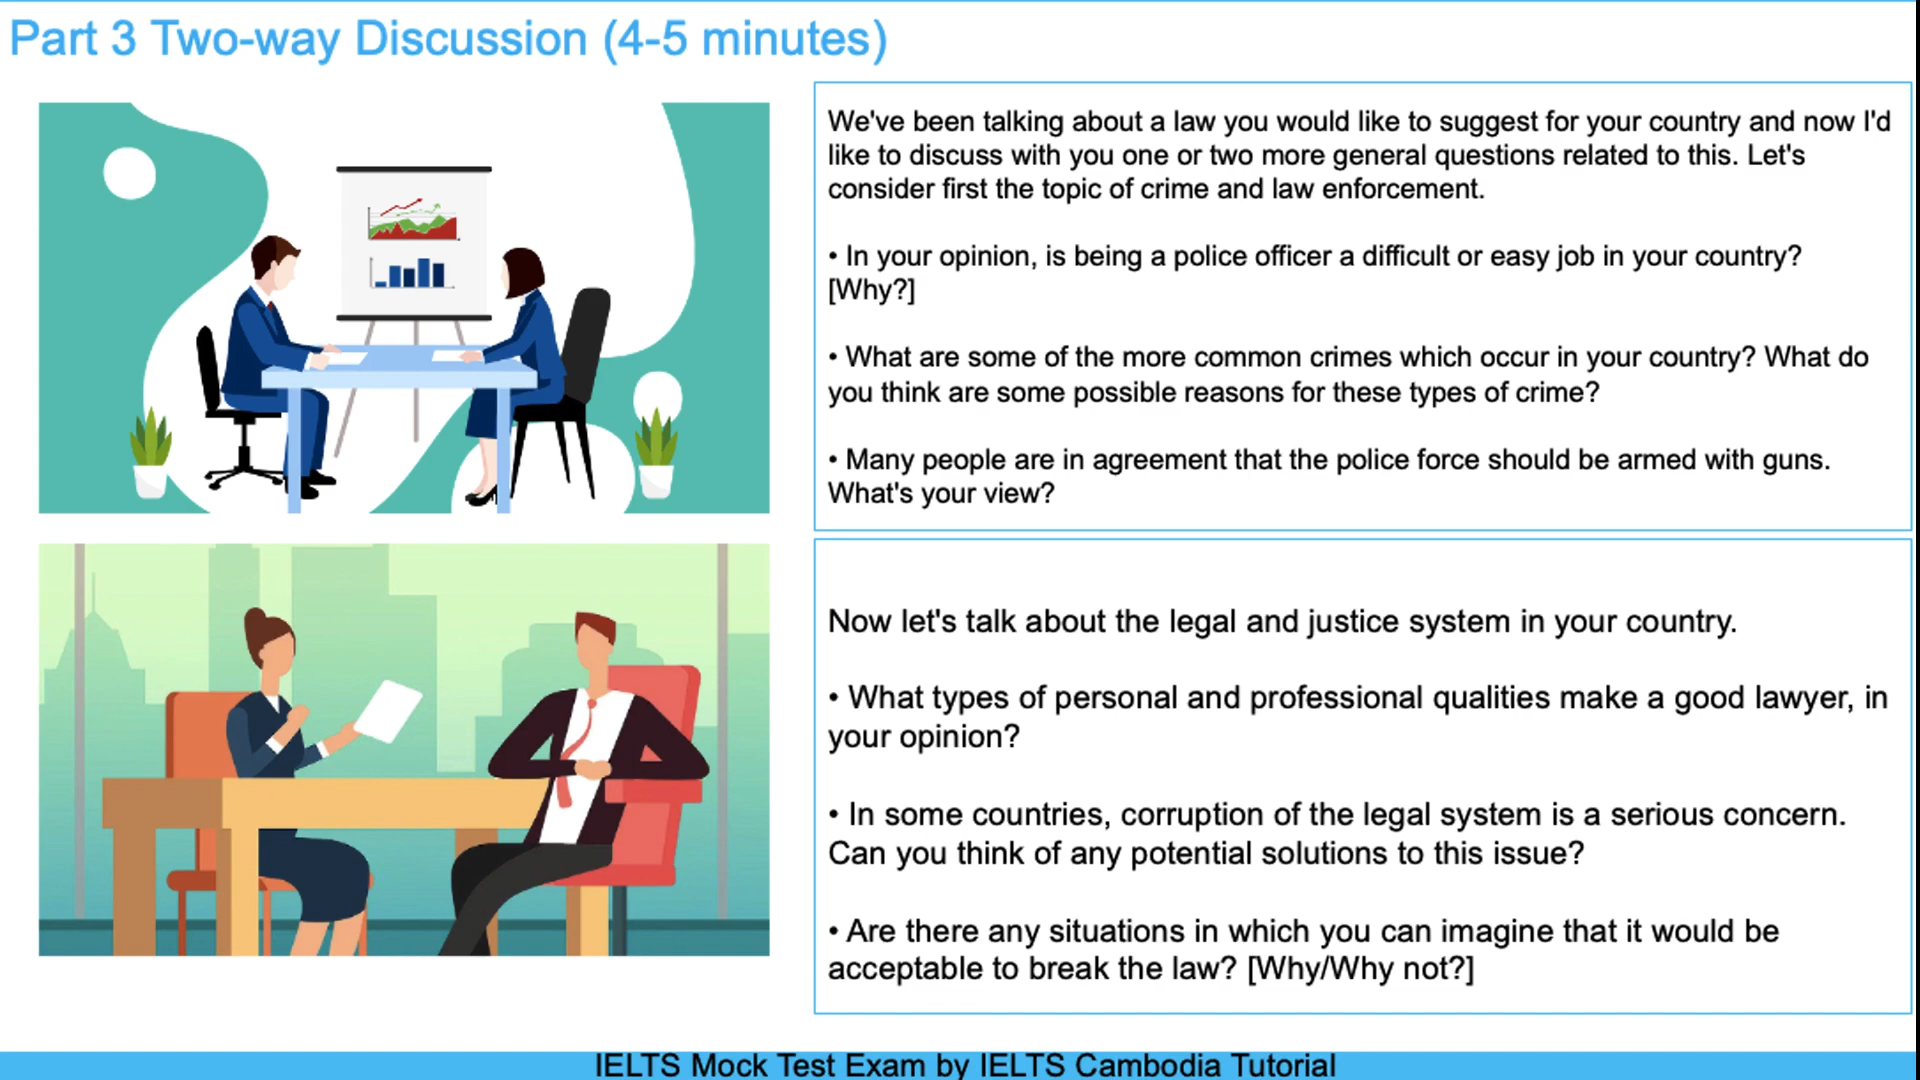 Part 3 Two-way Discussion (4-5 minutes)
We've been talking about a law you would like to suggest for your country and now I'd
like to discuss with you one or two more general questions related to this. Let's
consider first the topic of crime and law enforcement.
• In your opinion, is being a police officer a difficult or easy job in your country?
[Why?]
• What are some of the more common crimes which occur in your country? What do
you think are some possible reasons for these types of crime?
• Many people are in agreement that the police force should be armed with guns.
What's your view?
Now let's talk about the legal and justice system in your country.
• What types of personal and professional qualities make a good lawyer, in
your opinion?
• In some countries, corruption of the legal system is a serious concern.
Can you think of any potential solutions to this issue?
• Are there any situations in which you can imagine that it would be
acceptable to break the law? [Why/Why not?]
IELTS Mock Test Exam by IELTS Cambodia Tutorial